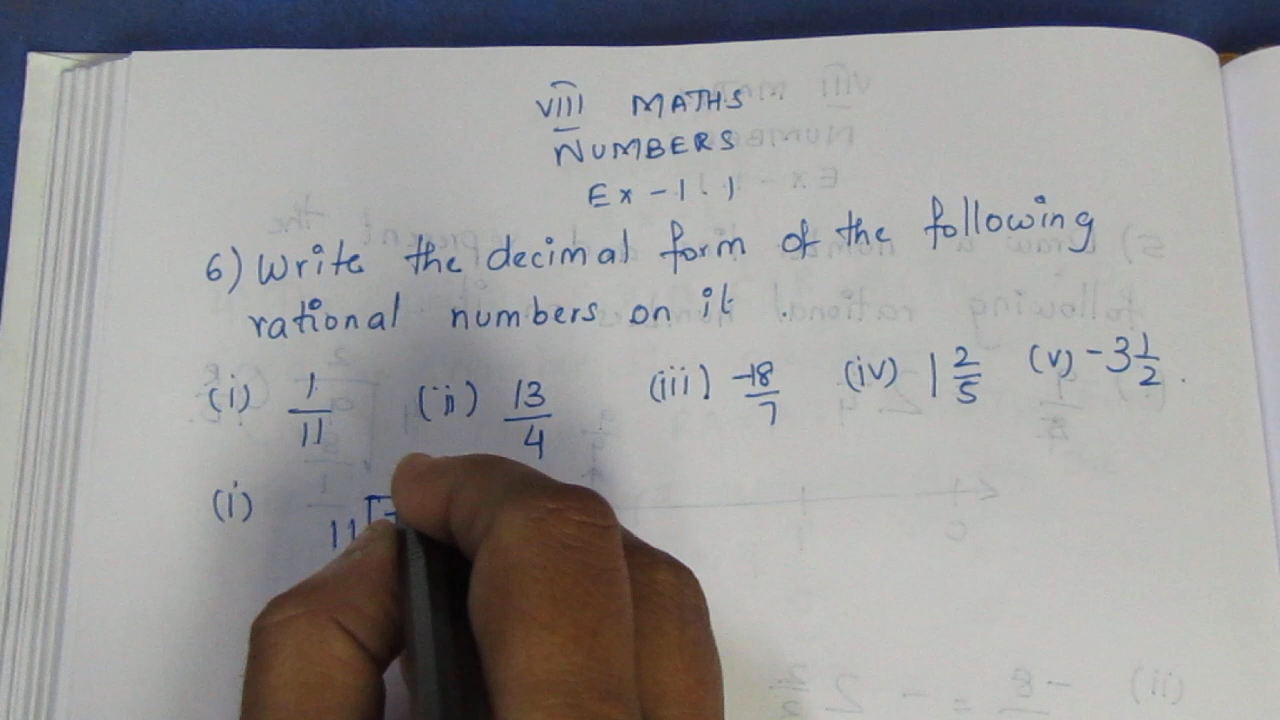 VIII MATHS
NUMBERS
Ex - 1.1
6) Write the decimal form of the following
rational numbers on it.
(i) 1/11 (ii) 13/4 (iii) -18/7 (iv) 1 2/5 (v) -3 1/2.
(i)
11